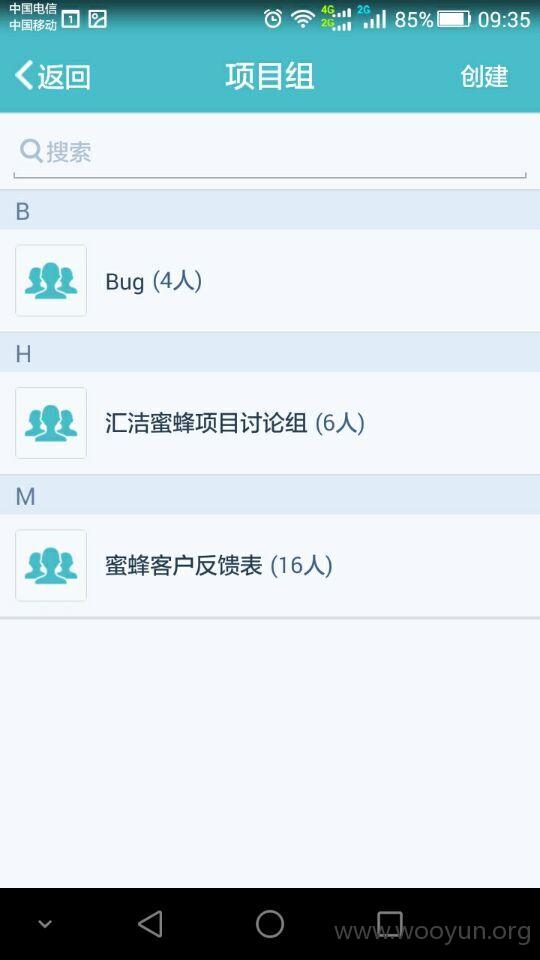 中国电信
中国移动
1
4G
2G
2G
85%
09:35
返回
项目组
创建
搜索
B
Bug (4人)
H
汇洁蜜蜂项目讨论组 (6人)
M
蜜蜂客户反馈表 (16人)
www.wooyun.org